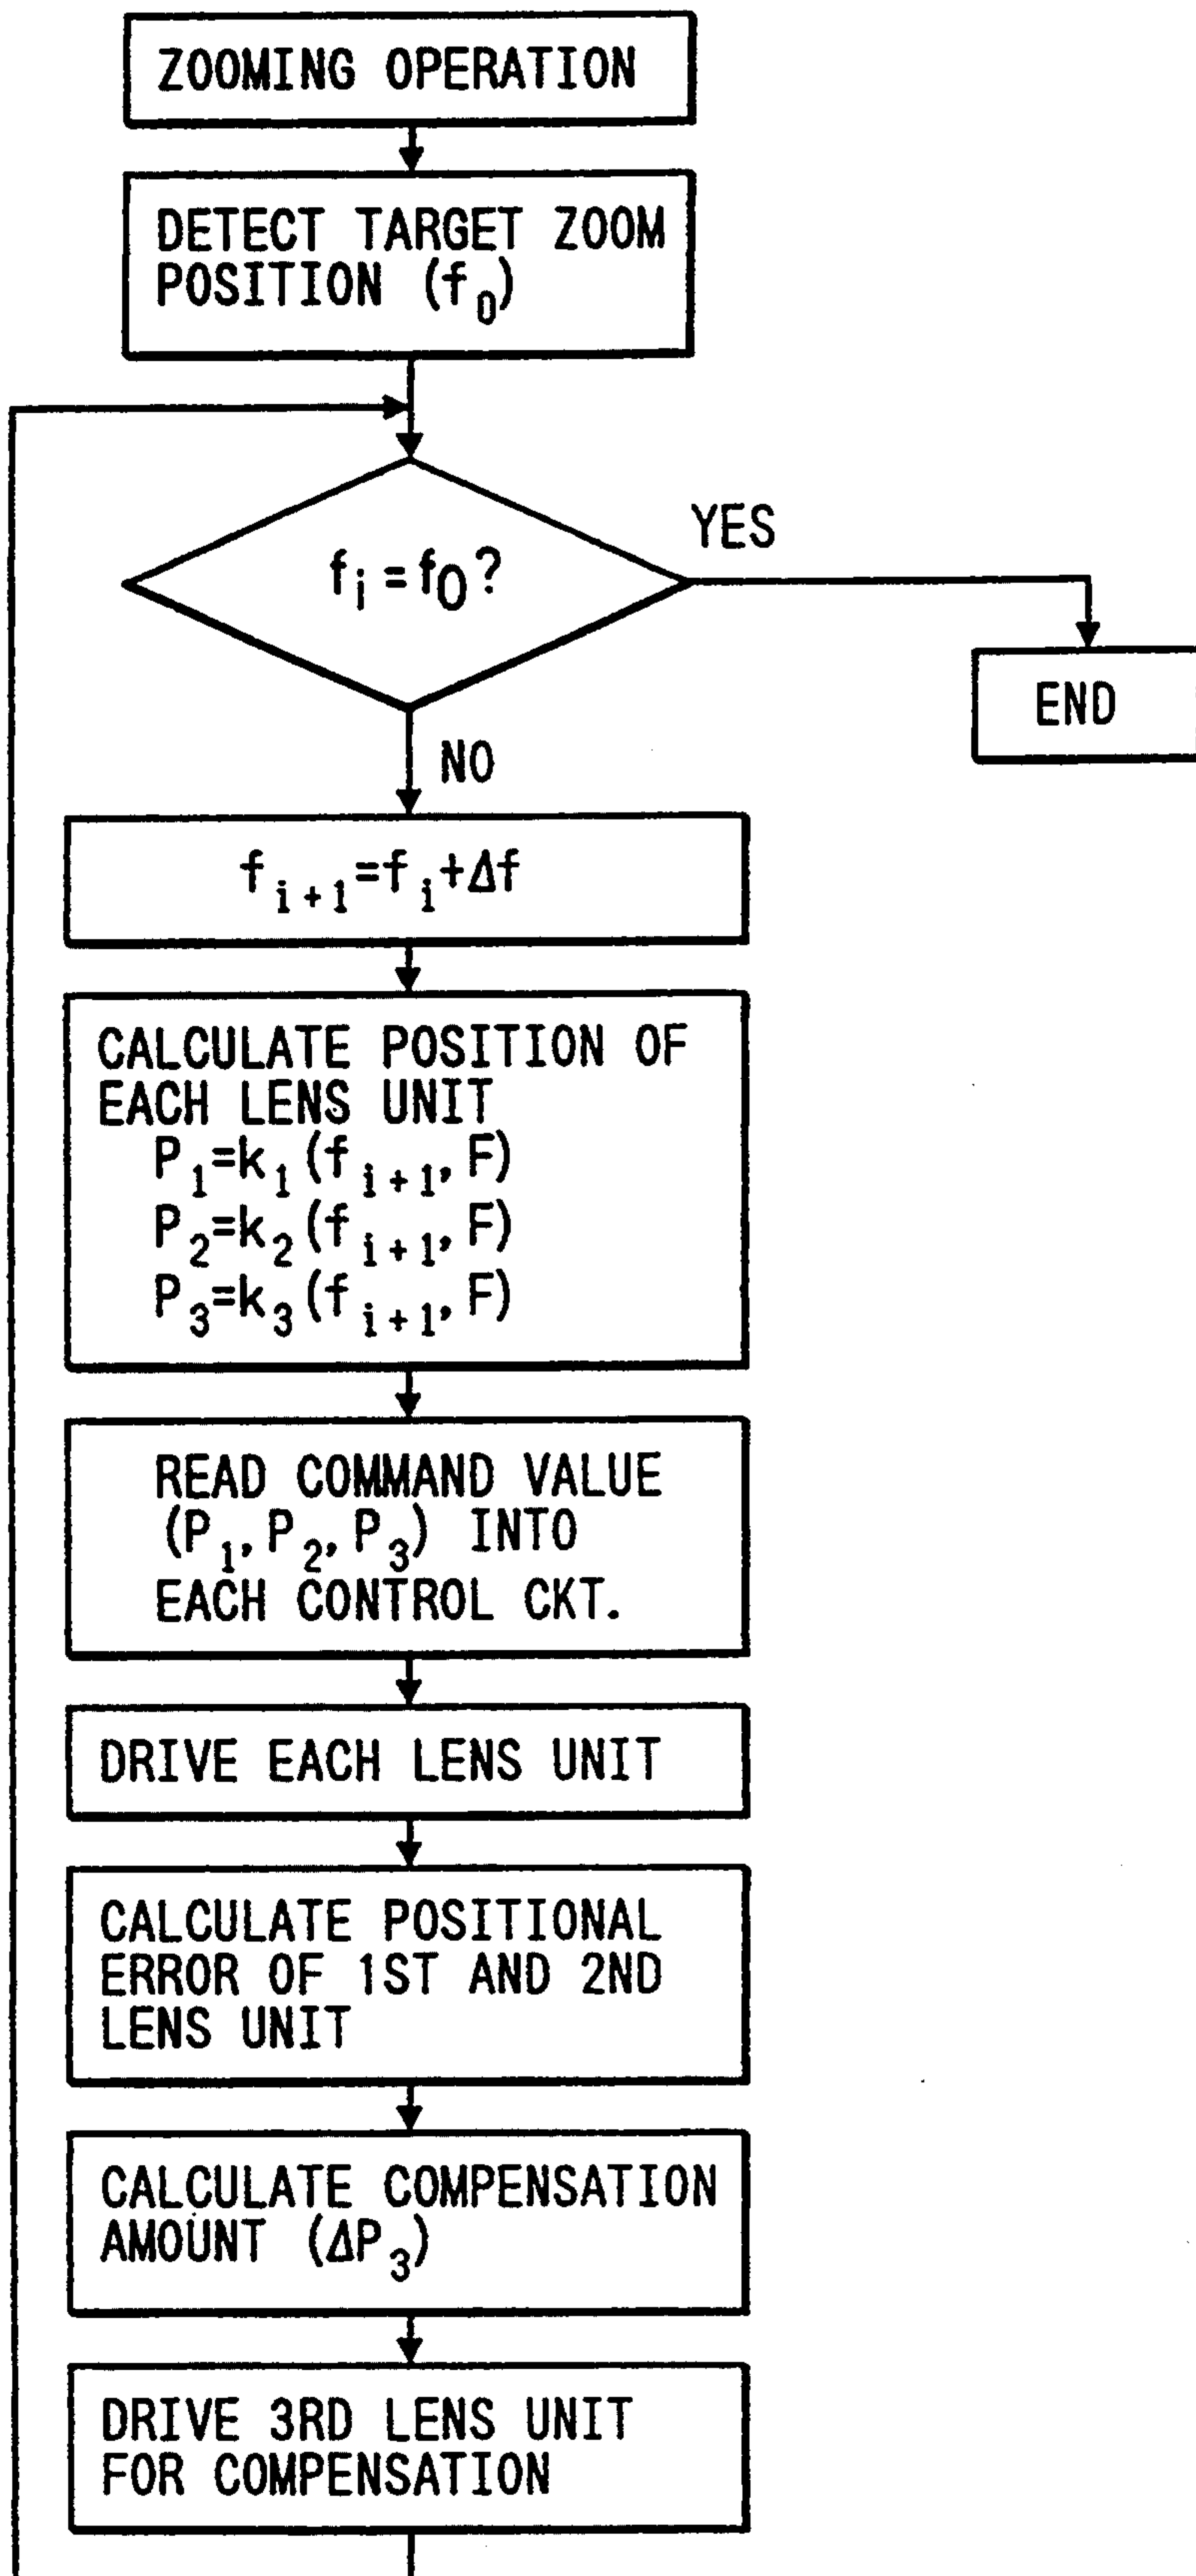 ZOOMING OPERATION
DETECT TARGET ZOOM
POSITION (f₀)
fᵢ=f₀?
YES
END
NO
fᵢ₊₁=fᵢ+Δf
CALCULATE POSITION OF
EACH LENS UNIT
P₁=k₁(fᵢ₊₁,F)
P₂=k₂(fᵢ₊₁,F)
P₃=k₃(fᵢ₊₁,F)
READ COMMAND VALUE
(P₁,P₂,P₃) INTO
EACH CONTROL CKT.
DRIVE EACH LENS UNIT
CALCULATE POSITIONAL
ERROR OF 1ST AND 2ND
LENS UNIT
CALCULATE COMPENSATION
AMOUNT (ΔP₃)
DRIVE 3RD LENS UNIT
FOR COMPENSATION